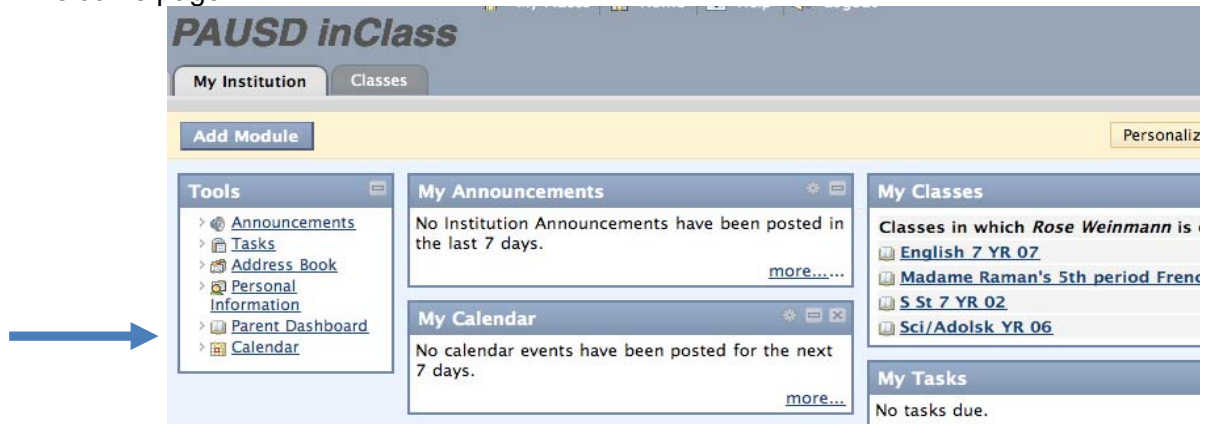 PAUSD inClass
My Institution
Classes
Add Module
Tools
Announcements
Tasks
Address Book
Personal
Information
Parent Dashboard
Calendar
My Announcements
No Institution Announcements have been posted in
the last 7 days.
more......
My Calendar
No calendar events have been posted for the next
7 days.
more...
Personaliz
My Classes
Classes in which Rose Weinmann is
English 7 YR 07
Madame Raman's 5th period Frenc
S St 7 YR 02
Sci/Adolsk YR 06
My Tasks
No tasks due.